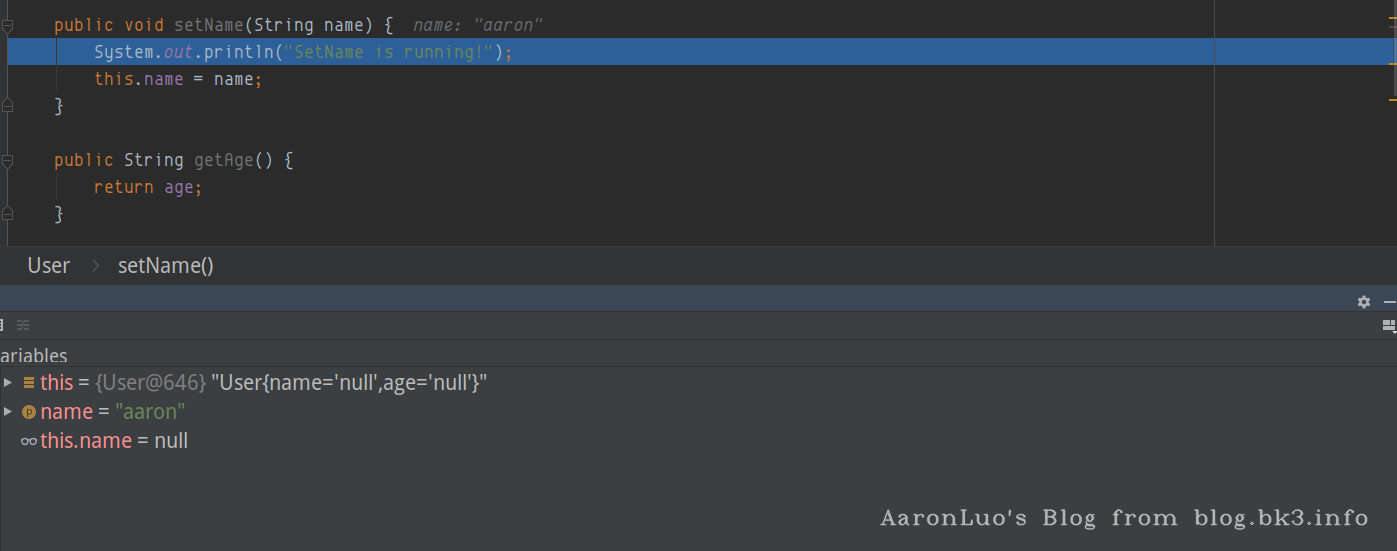 public void setName(String name) { name: "aaron"
System.out.println("SetName is running!");
this.name = name;
}
public String getAge() {
return age;
}
User > setName()
ariables
this = {User@646} "User{name='null',age='null'}"
p name = "aaron"
this.name = null
AaronLuo's Blog from blog.bk3.info